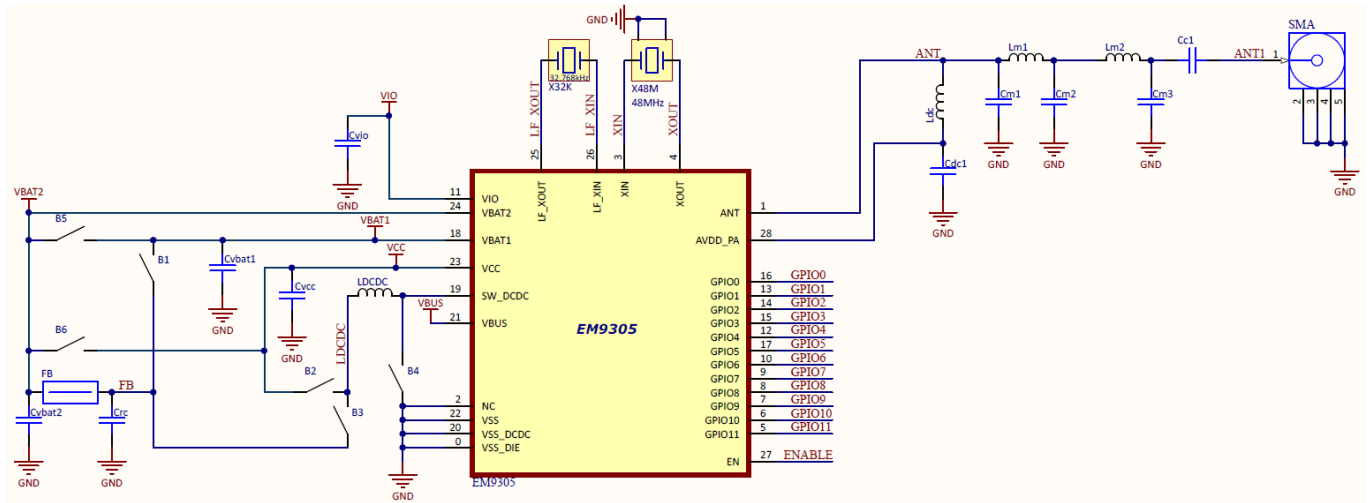 GND
SMA
ANT
Lm1
Lm2
Cc1
ANT1
1
32.768kHz
X32K
X48M
48MHz
VIO
LF_XOUT
LF_XIN
XIN
XOUT
Ldc
Cm1
Cm2
Cm3
2
3
4
5
Cvio
25
26
3
4
GND
GND
GND
Cdc1
GND
GND
VBAT2
GND
11
VIO
LF_XOUT
LF_XIN
XIN
XOUT
24
VBAT2
ANT
1
GND
B5
VBAT1
18
VBAT1
AVDD_PA
28
B1
Cvbat1
VCC
23
VCC
LDCDC
Cvcc
GPIO0
16
GPIO0
19
SW_DCDC
GPIO1
13
GPIO1
VBUS
GPIO2
14
GPIO2
GND
21
VBUS
EM9305
GPIO3
15
GPIO3
B6
GPIO4
12
GPIO4
GND
LDCDC
GPIO5
17
GPIO5
GPIO6
10
GPIO6
FB
B2
B4
GPIO7
9
GPIO7
FB
GPIO8
8
GPIO8
Cvbat2
Crc
B3
2
NC
GPIO9
7
GPIO9
22
VSS
GPIO10
6
GPIO10
20
VSS_DCDC
GPIO11
5
GPIO11
0
VSS_DIE
EN
27
ENABLE
GND
GND
EM9305
GND